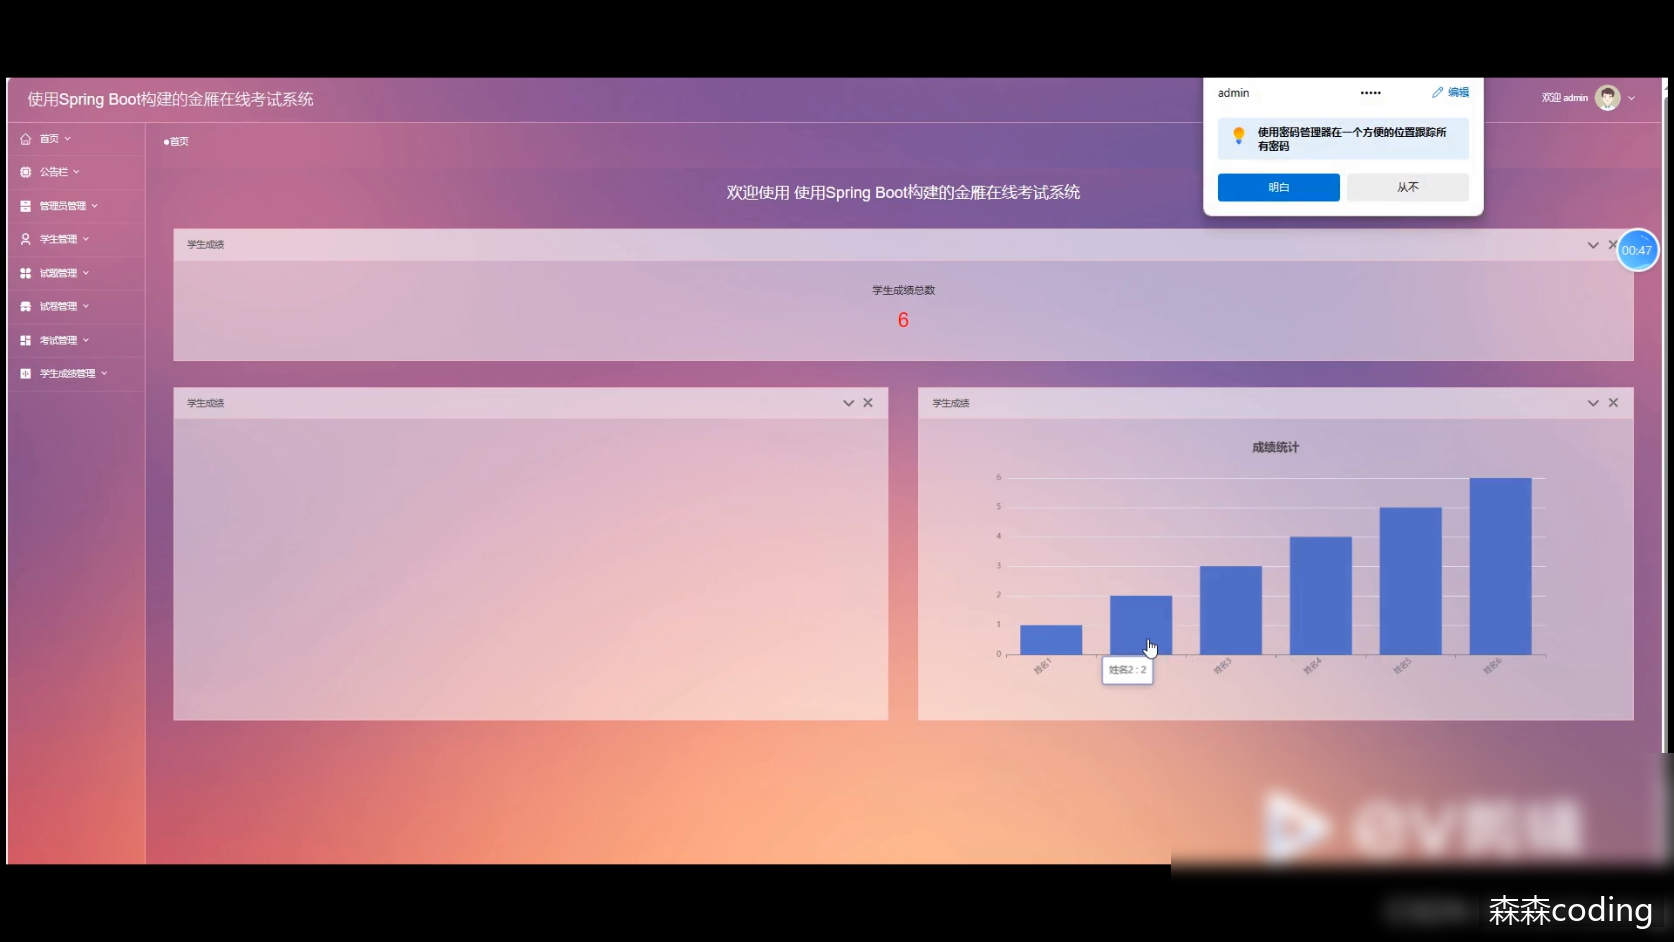 使用Spring Boot构建的金雁在线考试系统
admin
•••••
编辑
欢迎 admin
使用密码管理器在一个方便的位置跟踪所
有密码
明白
从不
首页
公告栏
管理员管理
学生管理
试题管理
试卷管理
考试管理
学生成绩管理
●首页
欢迎使用 使用Spring Boot构建的金雁在线考试系统
00:47
学生成绩
学生成绩总数
6
学生成绩
学生成绩
成绩统计
6
5
4
3
2
1
0
姓名1
姓名2 : 2
姓名3
姓名4
姓名5
姓名6
森森coding